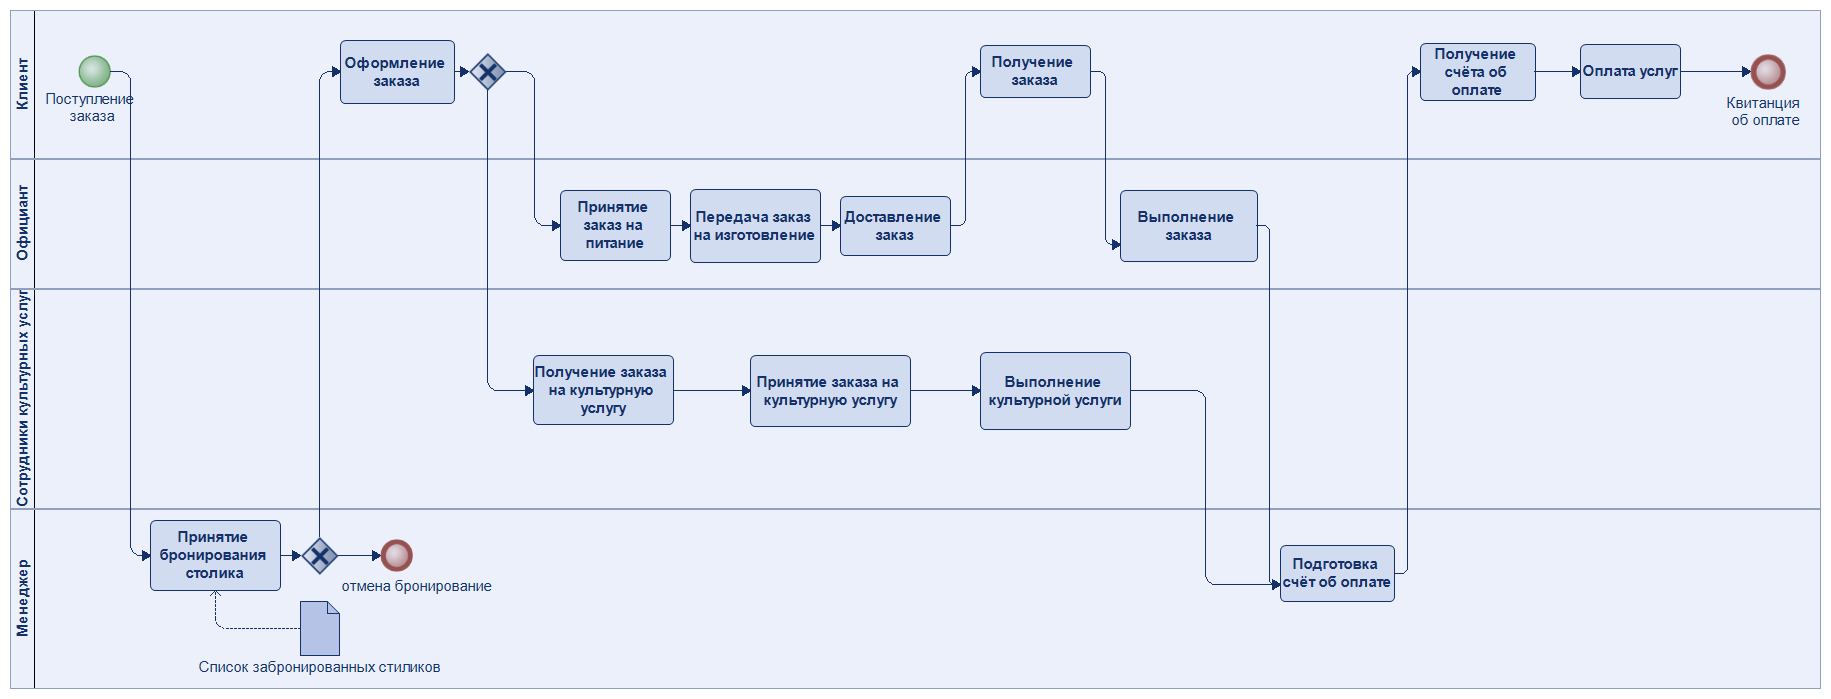 Клиент
Поступление
заказа
Оформление
заказа
Получение
заказа
Получение
счёта об
оплате
Оплата услуг
Квитанция
об оплате
Официант
Принятие
заказ на
питание
Передача заказ
на изготовление
Доставление
заказ
Выполнение
заказа
Сотрудники культурных услуг
Получение заказа
на культурную
услугу
Принятие заказа на
культурную услугу
Выполнение
культурной услуги
Менеджер
Принятие
бронирования
столика
отмена бронирование
Список забронированных стиликов
Подготовка
счёт об оплате